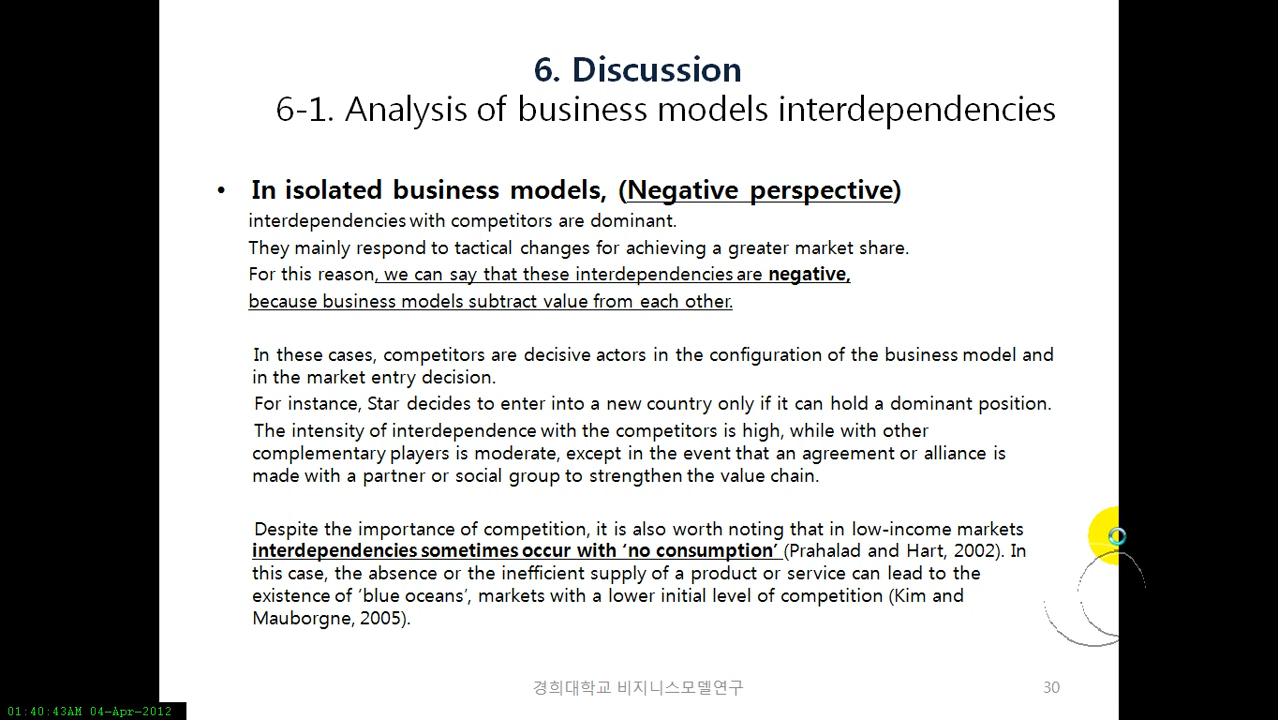 6. Discussion
6-1. Analysis of business models interdependencies
• In isolated business models, (Negative perspective)
interdependencies with competitors are dominant.
They mainly respond to tactical changes for achieving a greater market share.
For this reason, we can say that these interdependencies are negative,
because business models subtract value from each other.
In these cases, competitors are decisive actors in the configuration of the business model and
in the market entry decision.
For instance, Star decides to enter into a new country only if it can hold a dominant position.
The intensity of interdependence with the competitors is high, while with other
complementary players is moderate, except in the event that an agreement or alliance is
made with a partner or social group to strengthen the value chain.
Despite the importance of competition, it is also worth noting that in low-income markets
interdependencies sometimes occur with ‘no consumption’ (Prahalad and Hart, 2002). In
this case, the absence or the inefficient supply of a product or service can lead to the
existence of ‘blue oceans’, markets with a lower initial level of competition (Kim and
Mauborgne, 2005).
경희대학교 비지니스모델연구
30
01:40:43AM 04-Apr-2012